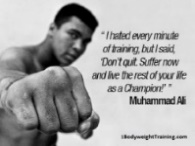 “ I hated every minute
of training, but I said,
‘Don't quit. Suffer now
and live the rest of your life
as a Champion!’ ”
Muhammad Ali
iBodyweightTraining.com